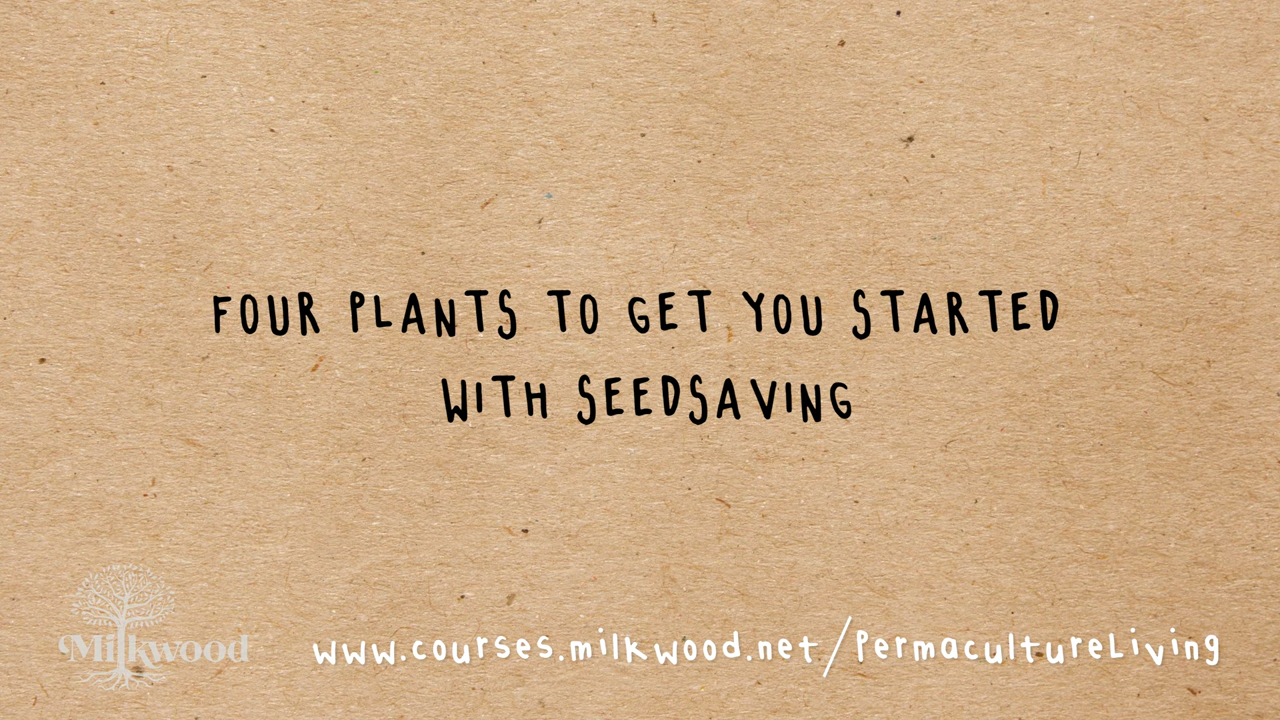 FOUR PLANTS TO GET YOU STARTED
WITH SEEDSAVING
Milkwood
www.courses.milkwood.net/PermacultureLiving